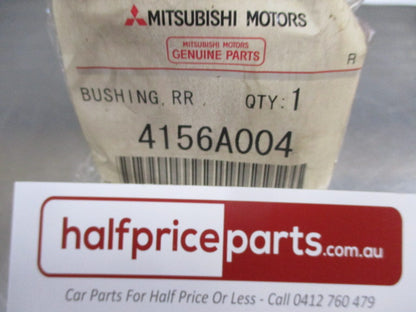 MITSUBISHI MOTORS
MITSUBISHI MOTORS
GENUINE PARTS
R
BUSHING, RR QTY:1
4156A004
halfpriceparts.com.au
Car Parts For Half Price Or Less - Call 0412 760 479